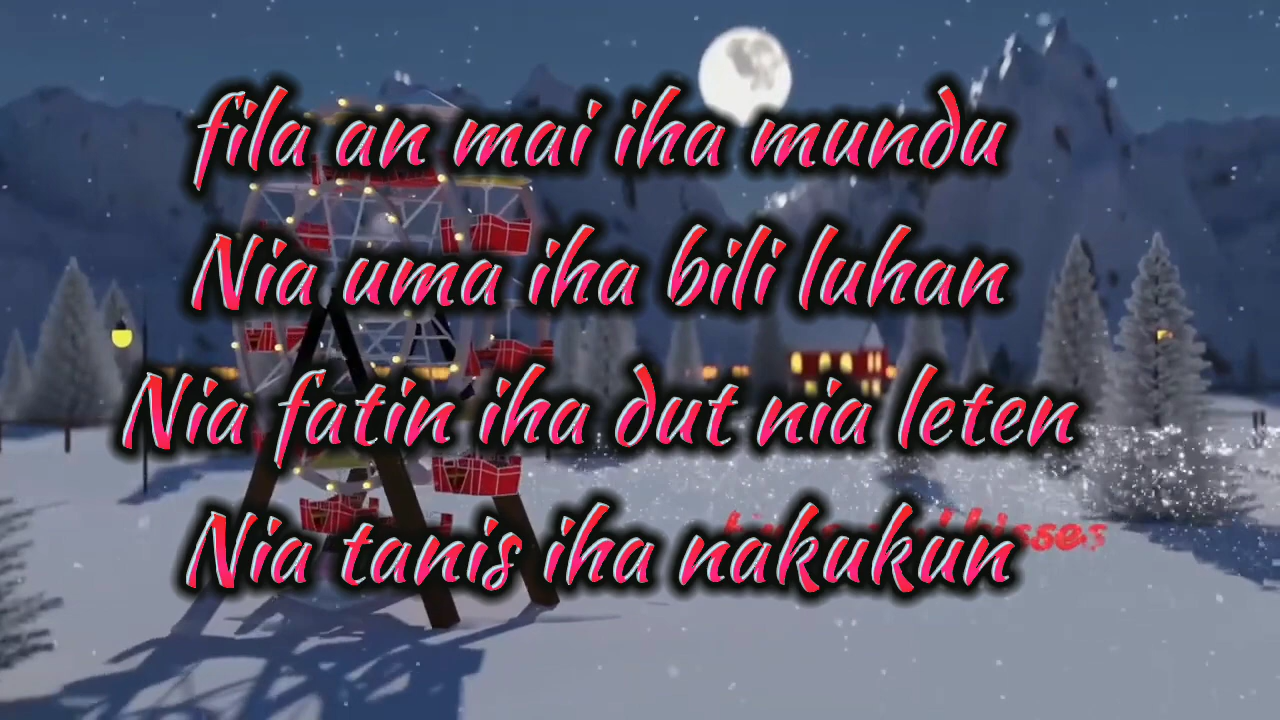 fila an mai iha mundu
Nia uma iha bili luhan
Nia fatin iha dut nia leten
Nia tanis iha nakukun
kisses